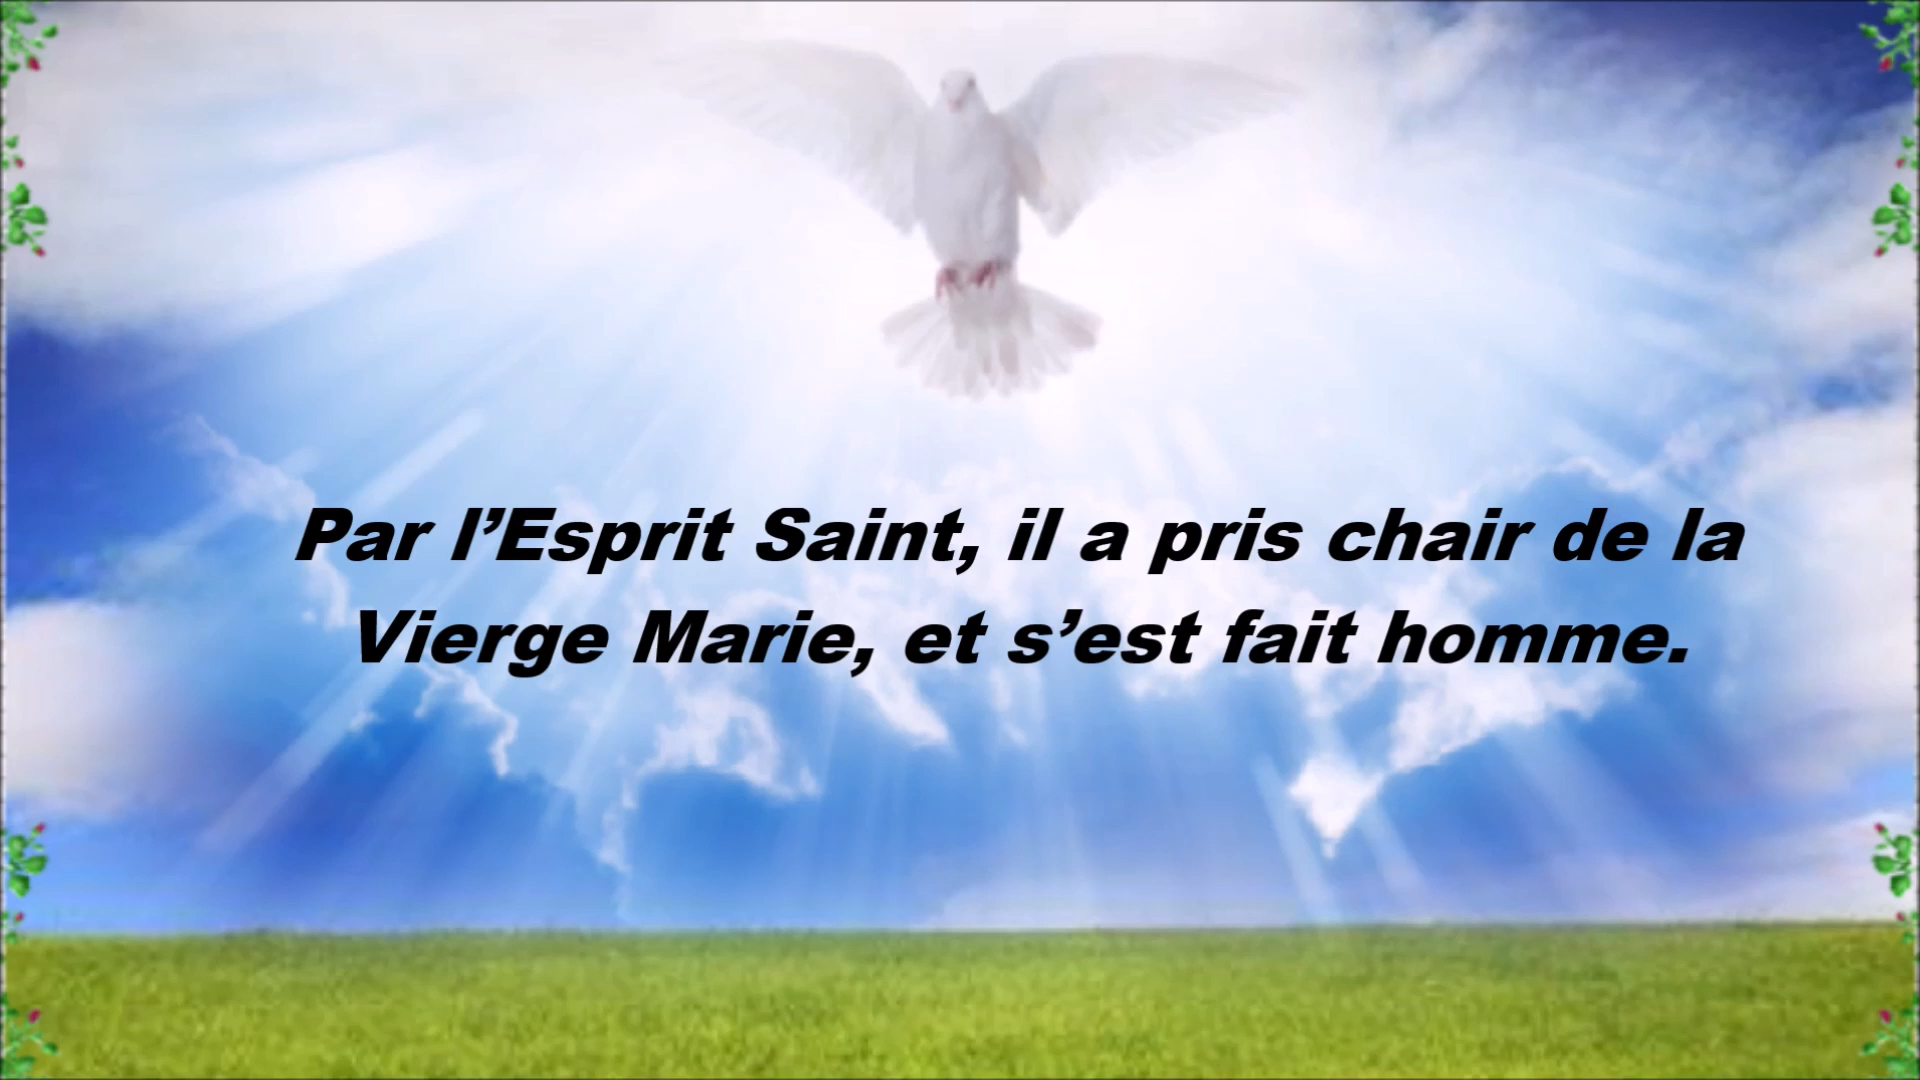 Par l’Esprit Saint, il a pris chair de la
Vierge Marie, et s’est fait homme.